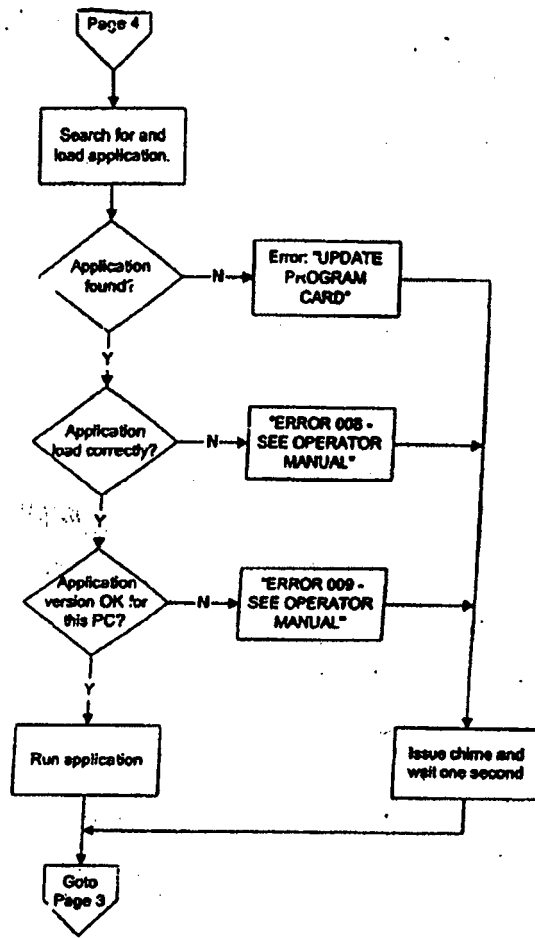 Page 4
Search for and
load application.
Application
found?
N
Error: "UPDATE
PROGRAM
CARD"
Y
Application
load correctly?
N
"ERROR 008 -
SEE OPERATOR
MANUAL"
Y
Application
version OK for
this PC?
N
"ERROR 009 -
SEE OPERATOR
MANUAL"
Y
Run application
Issue chime and
wait one second
Goto
Page 3